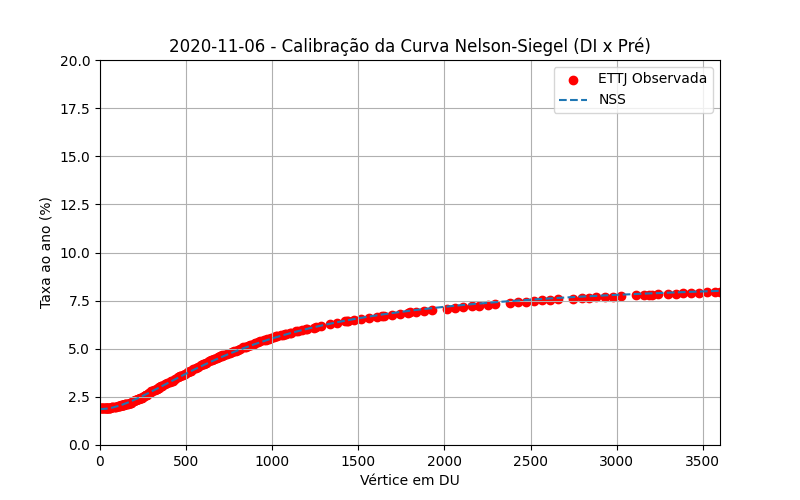 2020-11-06 - Calibração da Curva Nelson-Siegel (DI x Pré)
ETTJ Observada
NSS
Taxa ao ano (%)
20.0
17.5
15.0
12.5
10.0
7.5
5.0
2.5
0.0
0 500 1000 1500 2000 2500 3000 3500
Vértice em DU